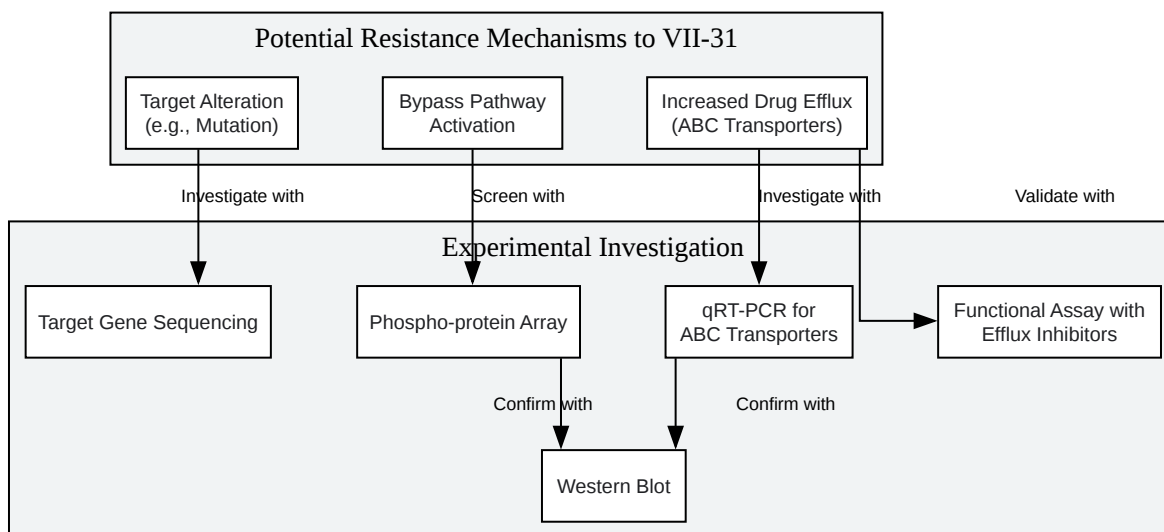 Potential Resistance Mechanisms to VII-31
Target Alteration
(e.g., Mutation)
Bypass Pathway
Activation
Increased Drug Efflux
(ABC Transporters)
Investigate with
Screen with
Investigate with
Validate with
Experimental Investigation
Target Gene Sequencing
Phospho-protein Array
qRT-PCR for
ABC Transporters
Functional Assay with
Efflux Inhibitors
Confirm with
Confirm with
Western Blot